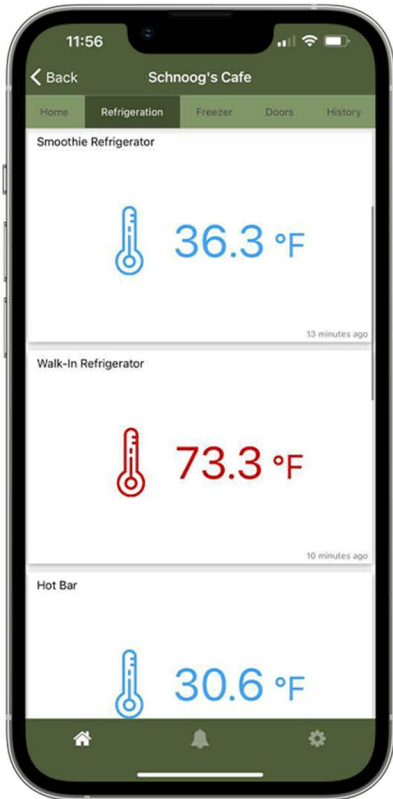 11:56
Back
Schnoog's Cafe
Home Refrigeration Freezer Doors History
Smoothie Refrigerator
36.3 °F
13 minutes ago
Walk-In Refrigerator
73.3 °F
10 minutes ago
Hot Bar
30.6 °F